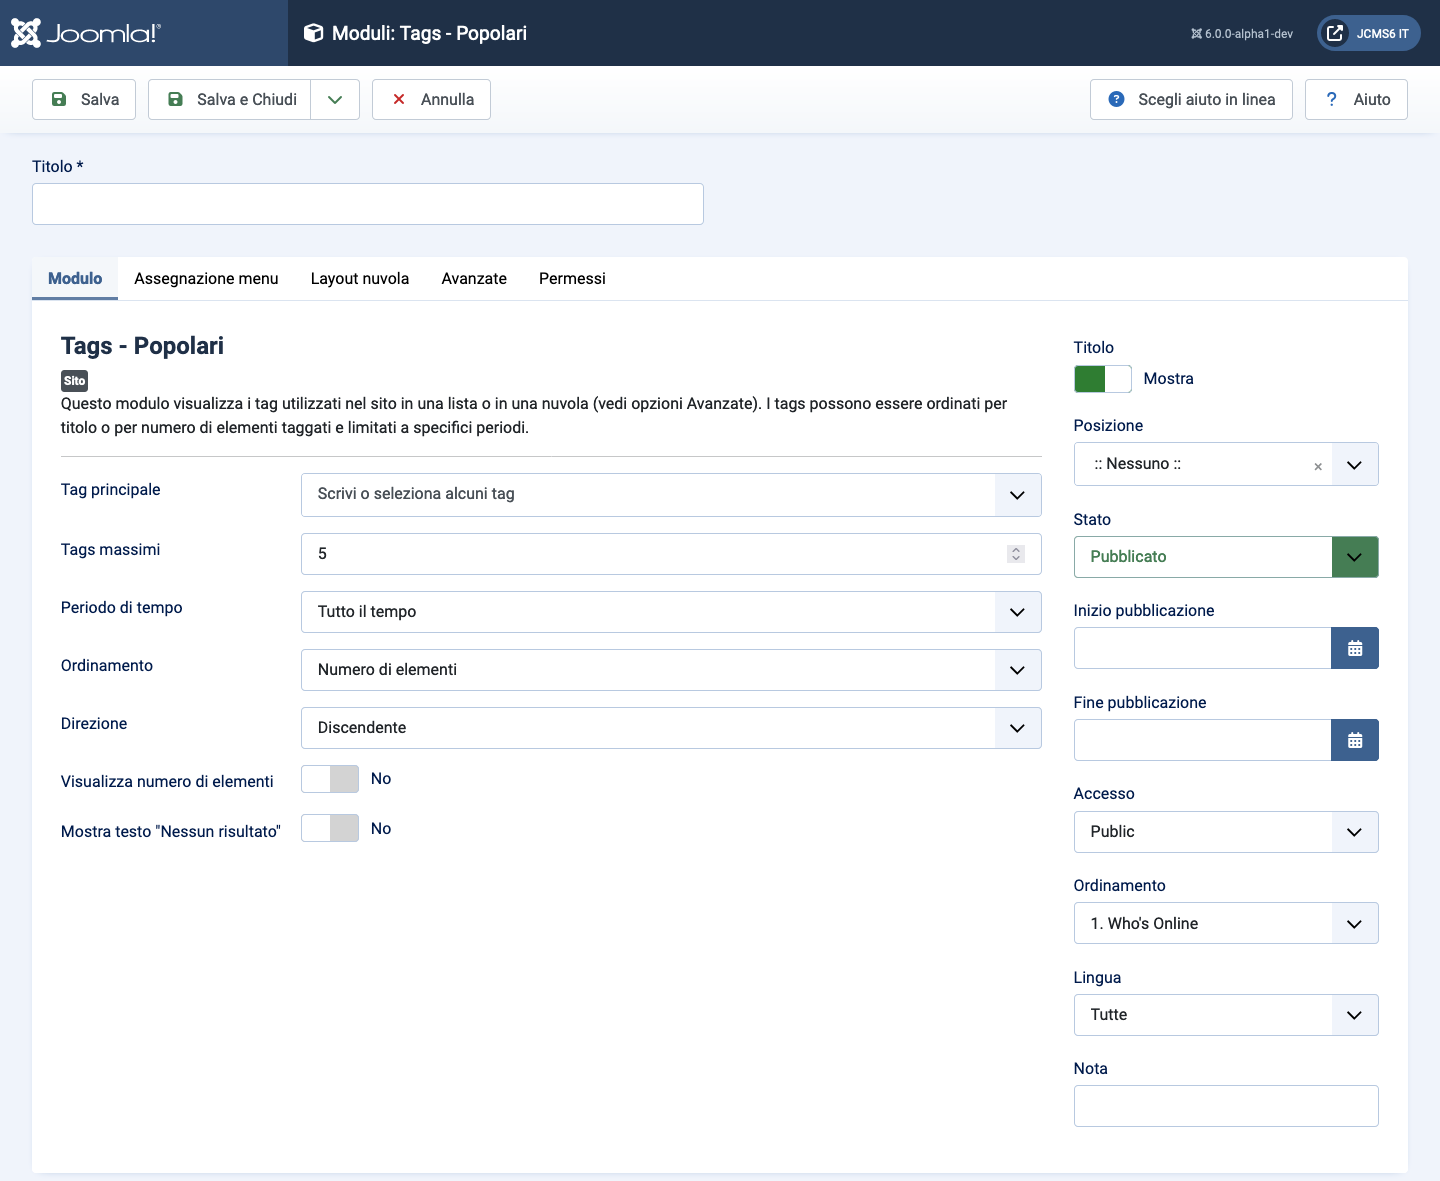 Joomla!®
Moduli: Tags - Popolari
6.0.0-alpha1-dev
JCMS6 IT
Salva
Salva e Chiudi
Annulla
Scegli aiuto in linea
? Aiuto
Titolo *
Modulo
Assegnazione menu
Layout nuvola
Avanzate
Permessi
Tags - Popolari
Sito
Questo modulo visualizza i tag utilizzati nel sito in una lista o in una nuvola (vedi opzioni Avanzate). I tags possono essere ordinati per
titolo o per numero di elementi taggati e limitati a specifici periodi.
Tag principale
Scrivi o seleziona alcuni tag
Tags massimi
5
Periodo di tempo
Tutto il tempo
Ordinamento
Numero di elementi
Direzione
Discendente
Visualizza numero di elementi
No
Mostra testo "Nessun risultato"
No
Titolo
Mostra
Posizione
:: Nessuno ::
×
Stato
Pubblicato
Inizio pubblicazione
Fine pubblicazione
Accesso
Public
Ordinamento
1. Who's Online
Lingua
Tutte
Nota